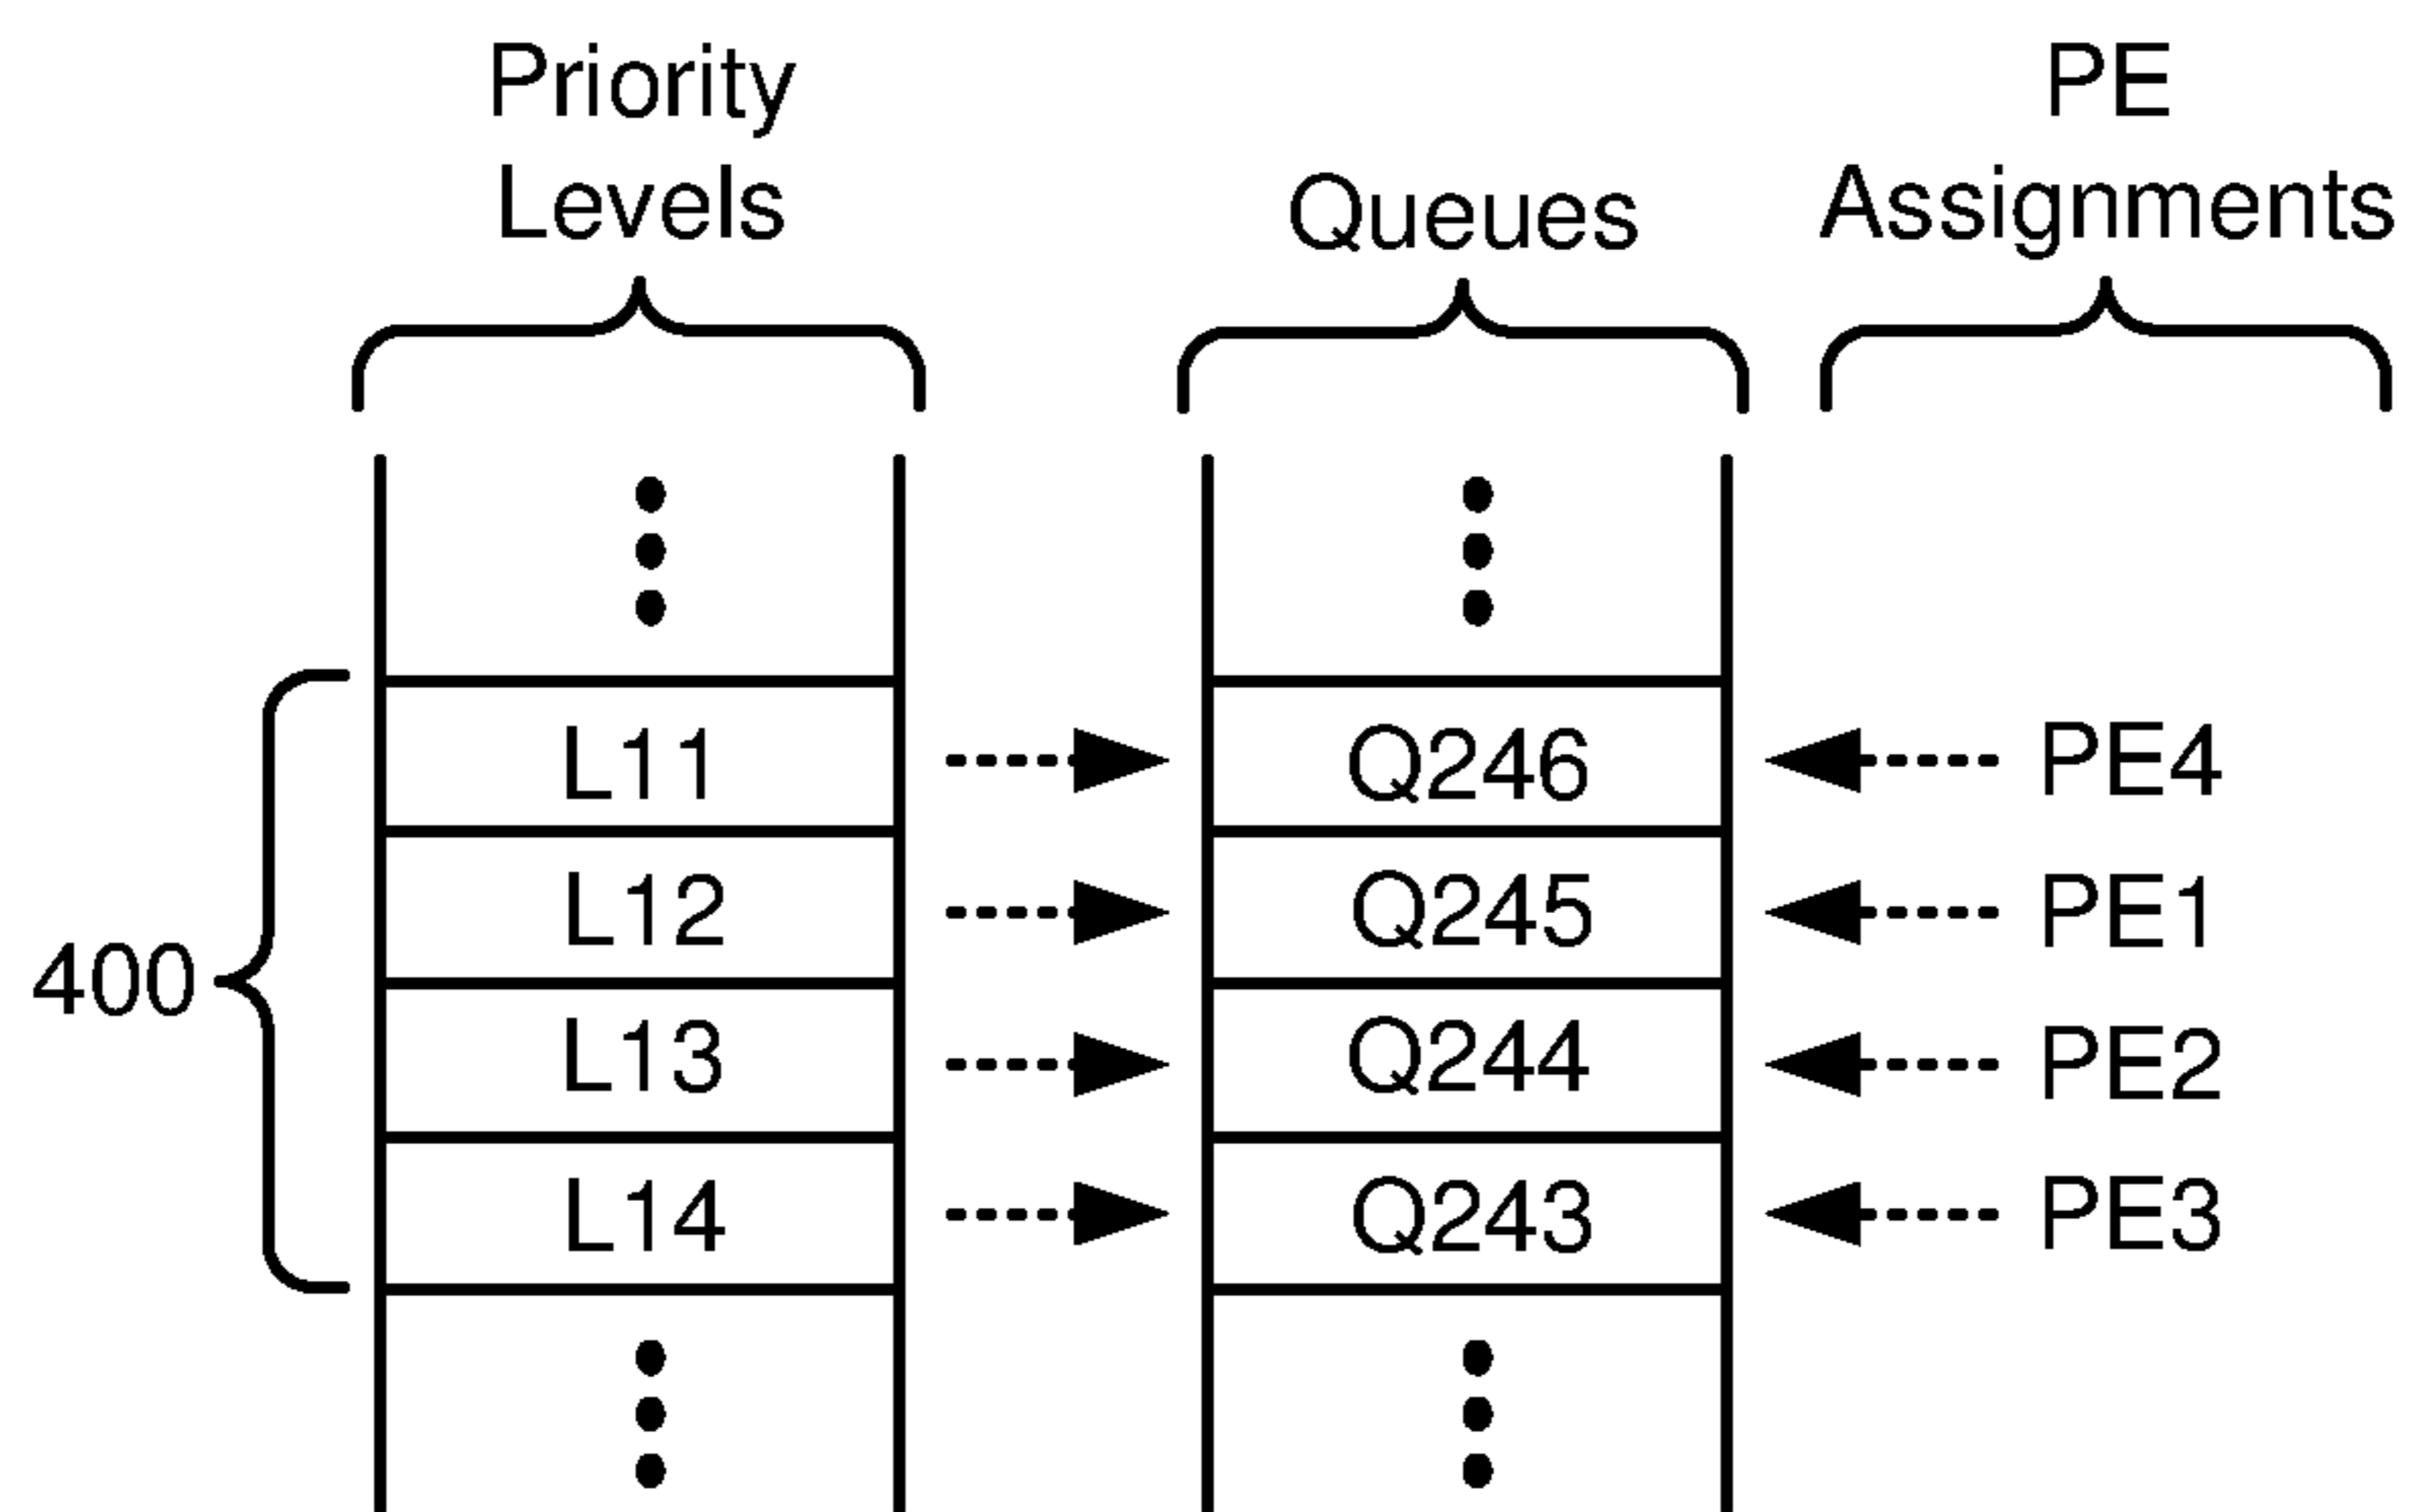 Priority
Levels
Queues
PE
Assignments
L11
Q246
PE4
L12
Q245
PE1
400
L13
Q244
PE2
L14
Q243
PE3